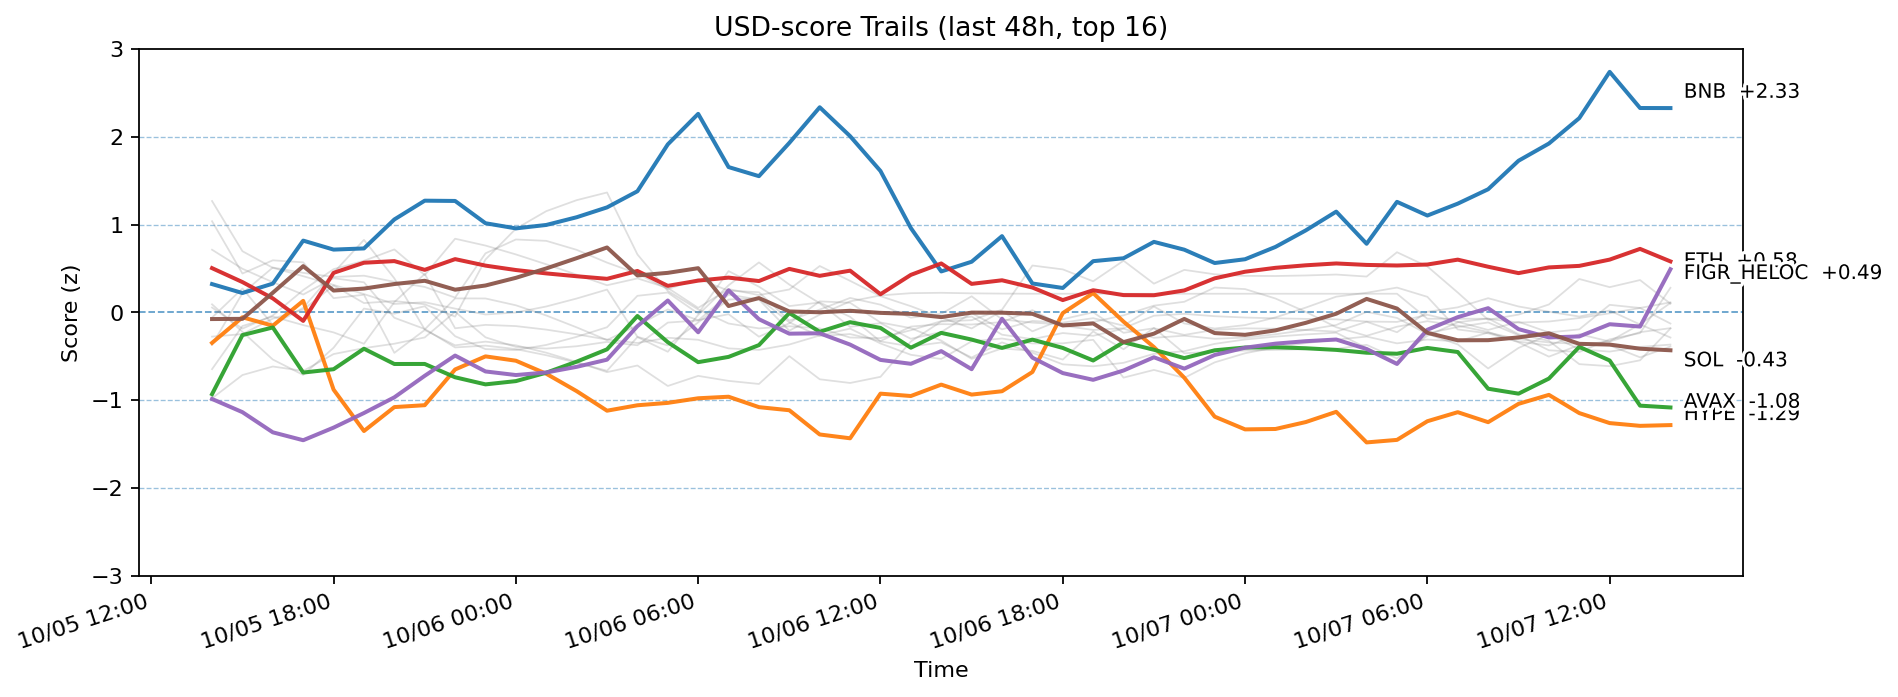 USD-score Trails (last 48h, top 16)
Score (z)
3
2
1
0
−1
−2
−3
BNB +2.33
ETH +0.58
FIGR_HELOC +0.49
SOL -0.43
AVAX -1.08
HYPE -1.29
10/05 12:00
10/05 18:00
10/06 00:00
10/06 06:00
10/06 12:00
10/06 18:00
10/07 00:00
10/07 06:00
10/07 12:00
Time